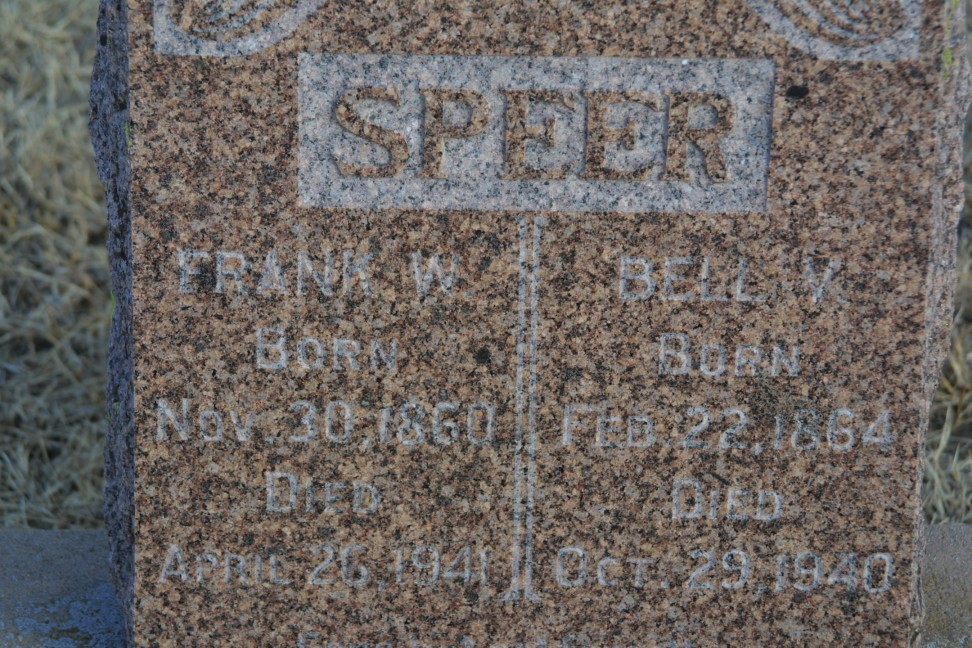 SPEER
FRANK W.
BORN
NOV. 30, 1860
DIED
APRIL 26, 1941
BELL V.
BORN
FEB. 22, 1864
DIED
OCT. 29, 1940